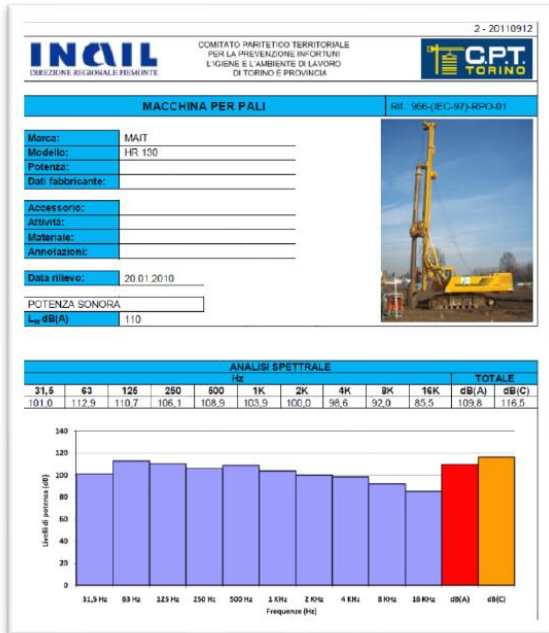 2 - 20110912
INAIL
DIREZIONE REGIONALE PIEMONTE
COMITATO PARITETICO TERRITORIALE
PER LA PREVENZIONE INFORTUNI
L'IGIENE E L'AMBIENTE DI LAVORO
DI TORINO E PROVINCIA
C.P.T.
TORINO
MACCHINA PER PALI Rif.: 966-(IEC-97)-RPO-01
Marca: MAIT
Modello: HR 130
Potenza:
Dati fabbricante:
Accessorio:
Attività:
Materiale:
Annotazioni:
Data rilievo: 20.01.2010
POTENZA SONORA
Lw dB(A) 110
ANALISI SPETTRALE
Hz TOTALE
31,5 63 125 250 500 1K 2K 4K 8K 16K dB(A) dB(C)
101,0 112,9 110,7 106,1 108,9 103,9 100,0 98,6 92,0 85,5 109,8 116,5
140
120
100
80
60
40
20
0
Livelli di potenza (dB)
31,5 Hz 63 Hz 125 Hz 250 Hz 500 Hz 1 KHz 2 KHz 4 KHz 8 KHz 16 KHz dB(A) dB(C)
Frequenze (Hz)